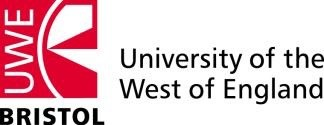 UWE
BRISTOL
University of the
West of England